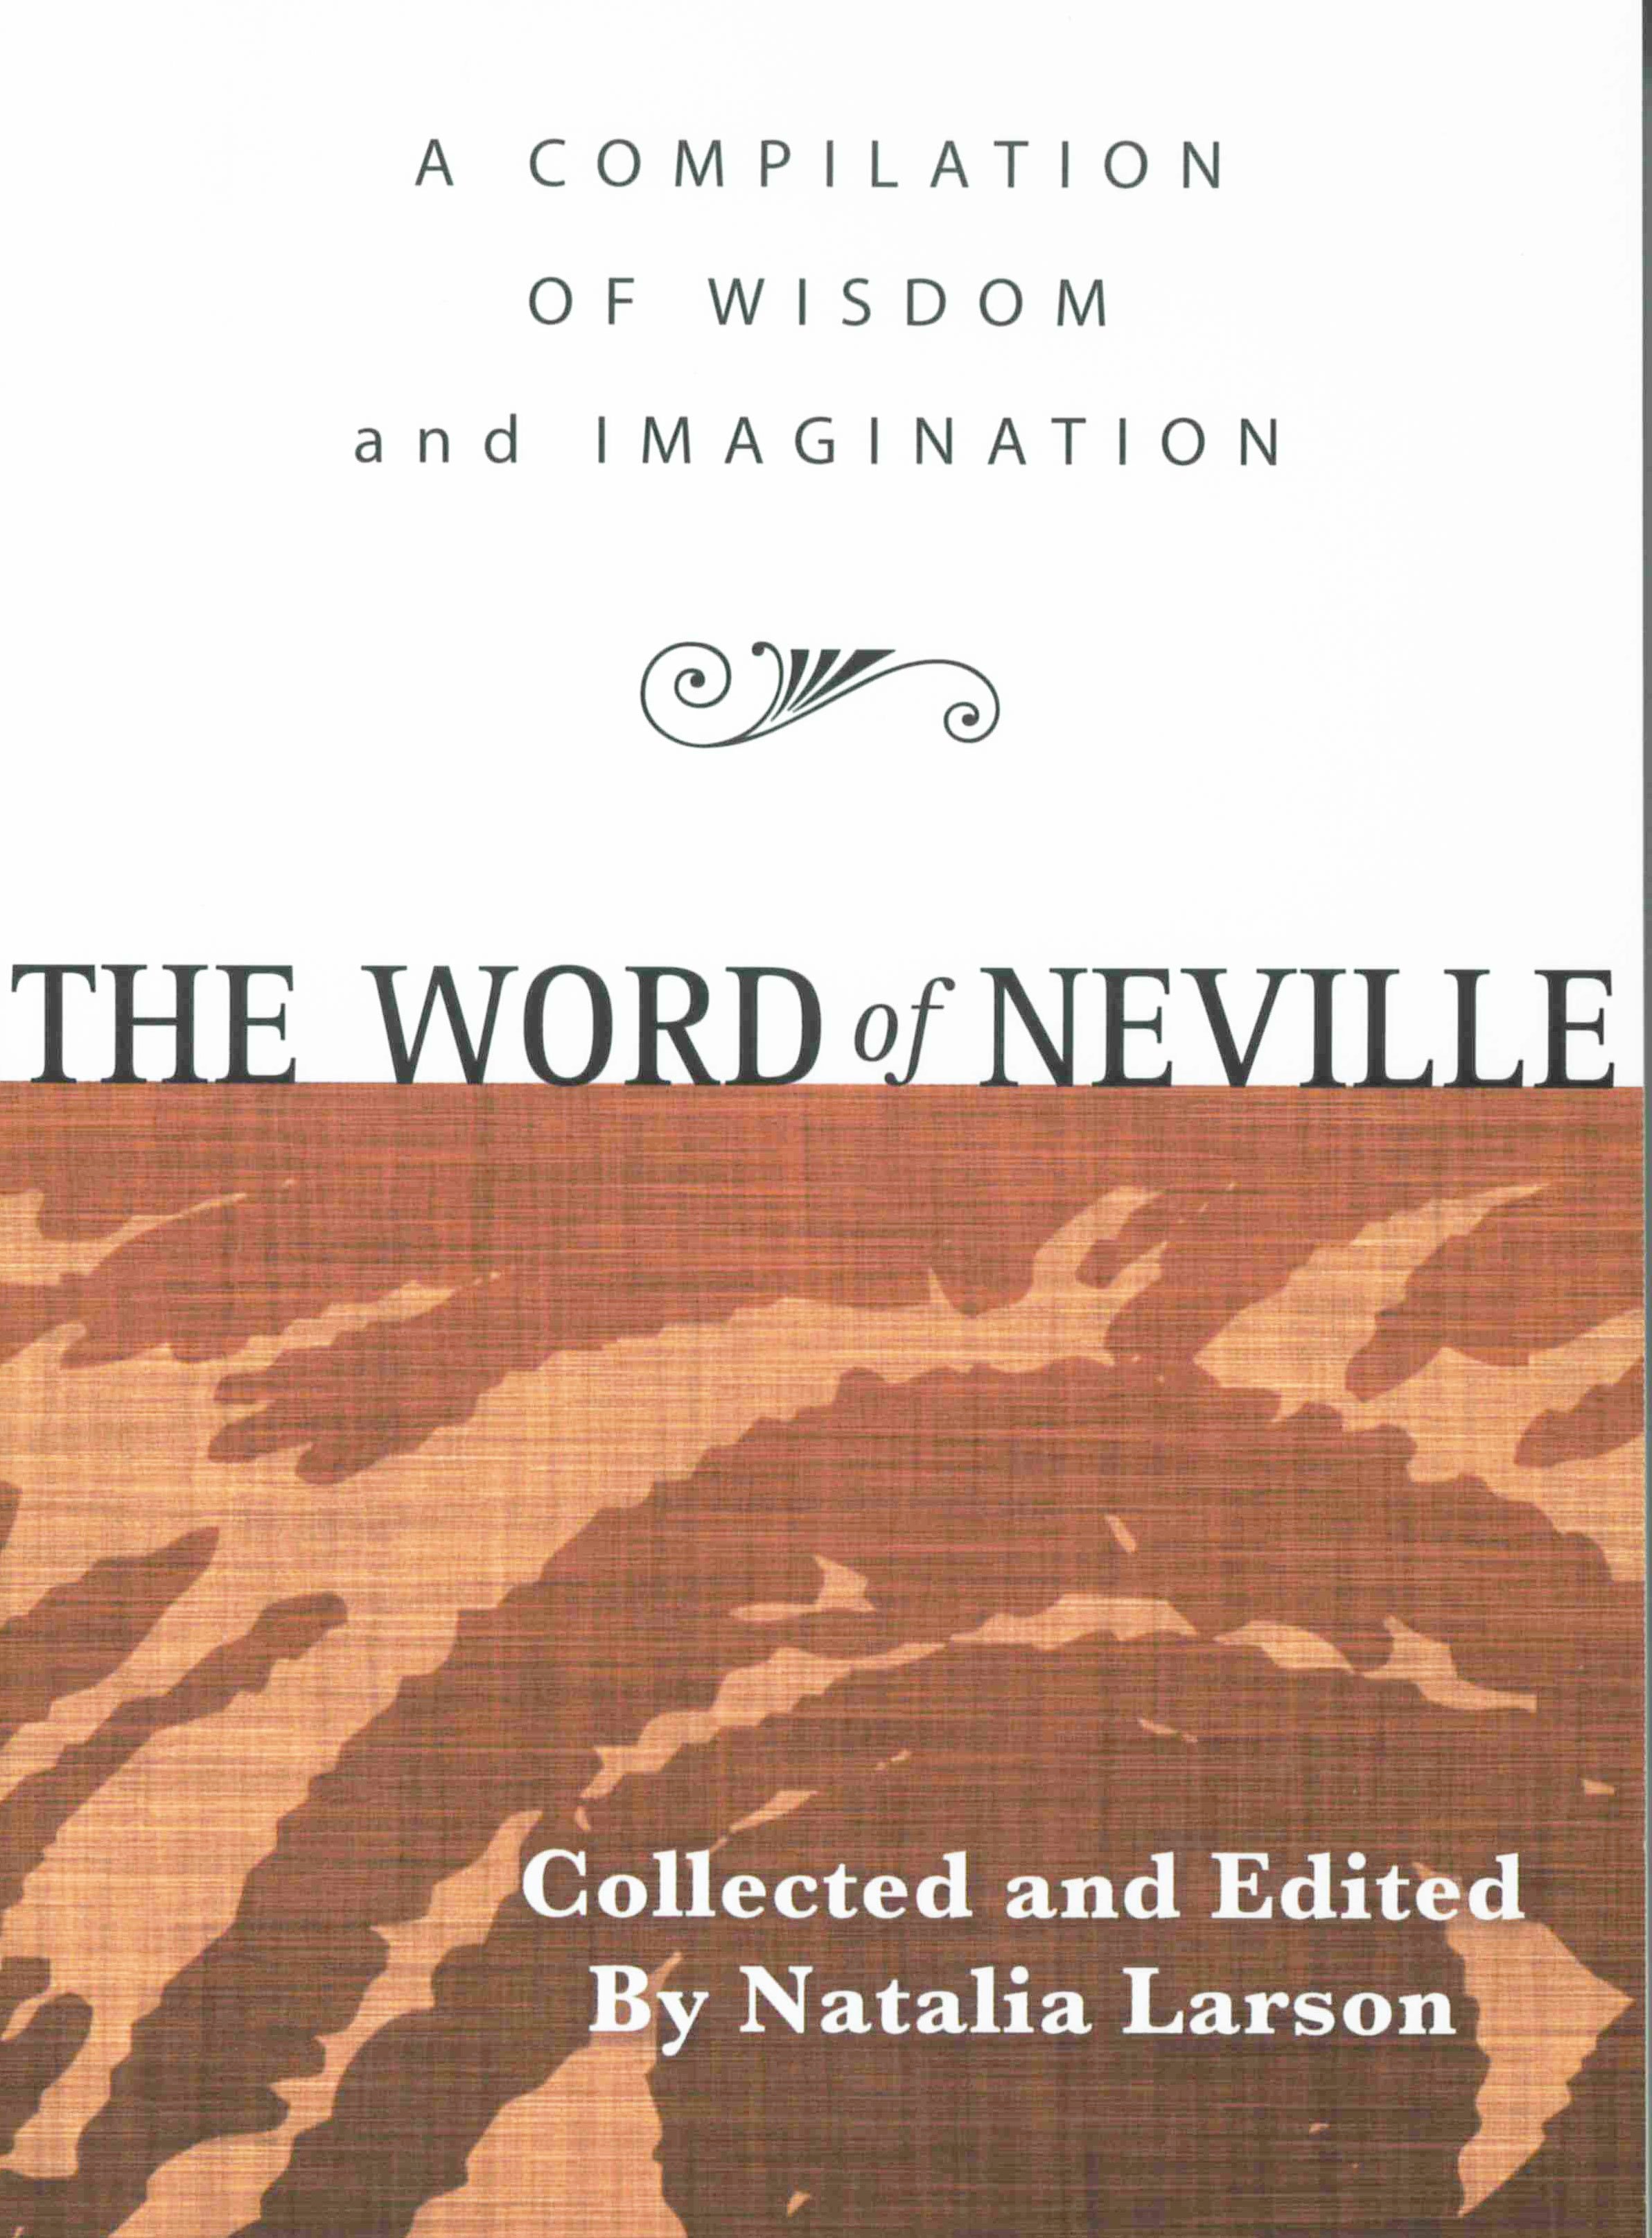 A COMPILATION
OF WISDOM
and IMAGINATION
THE WORD of NEVILLE
Collected and Edited
By Natalia Larson